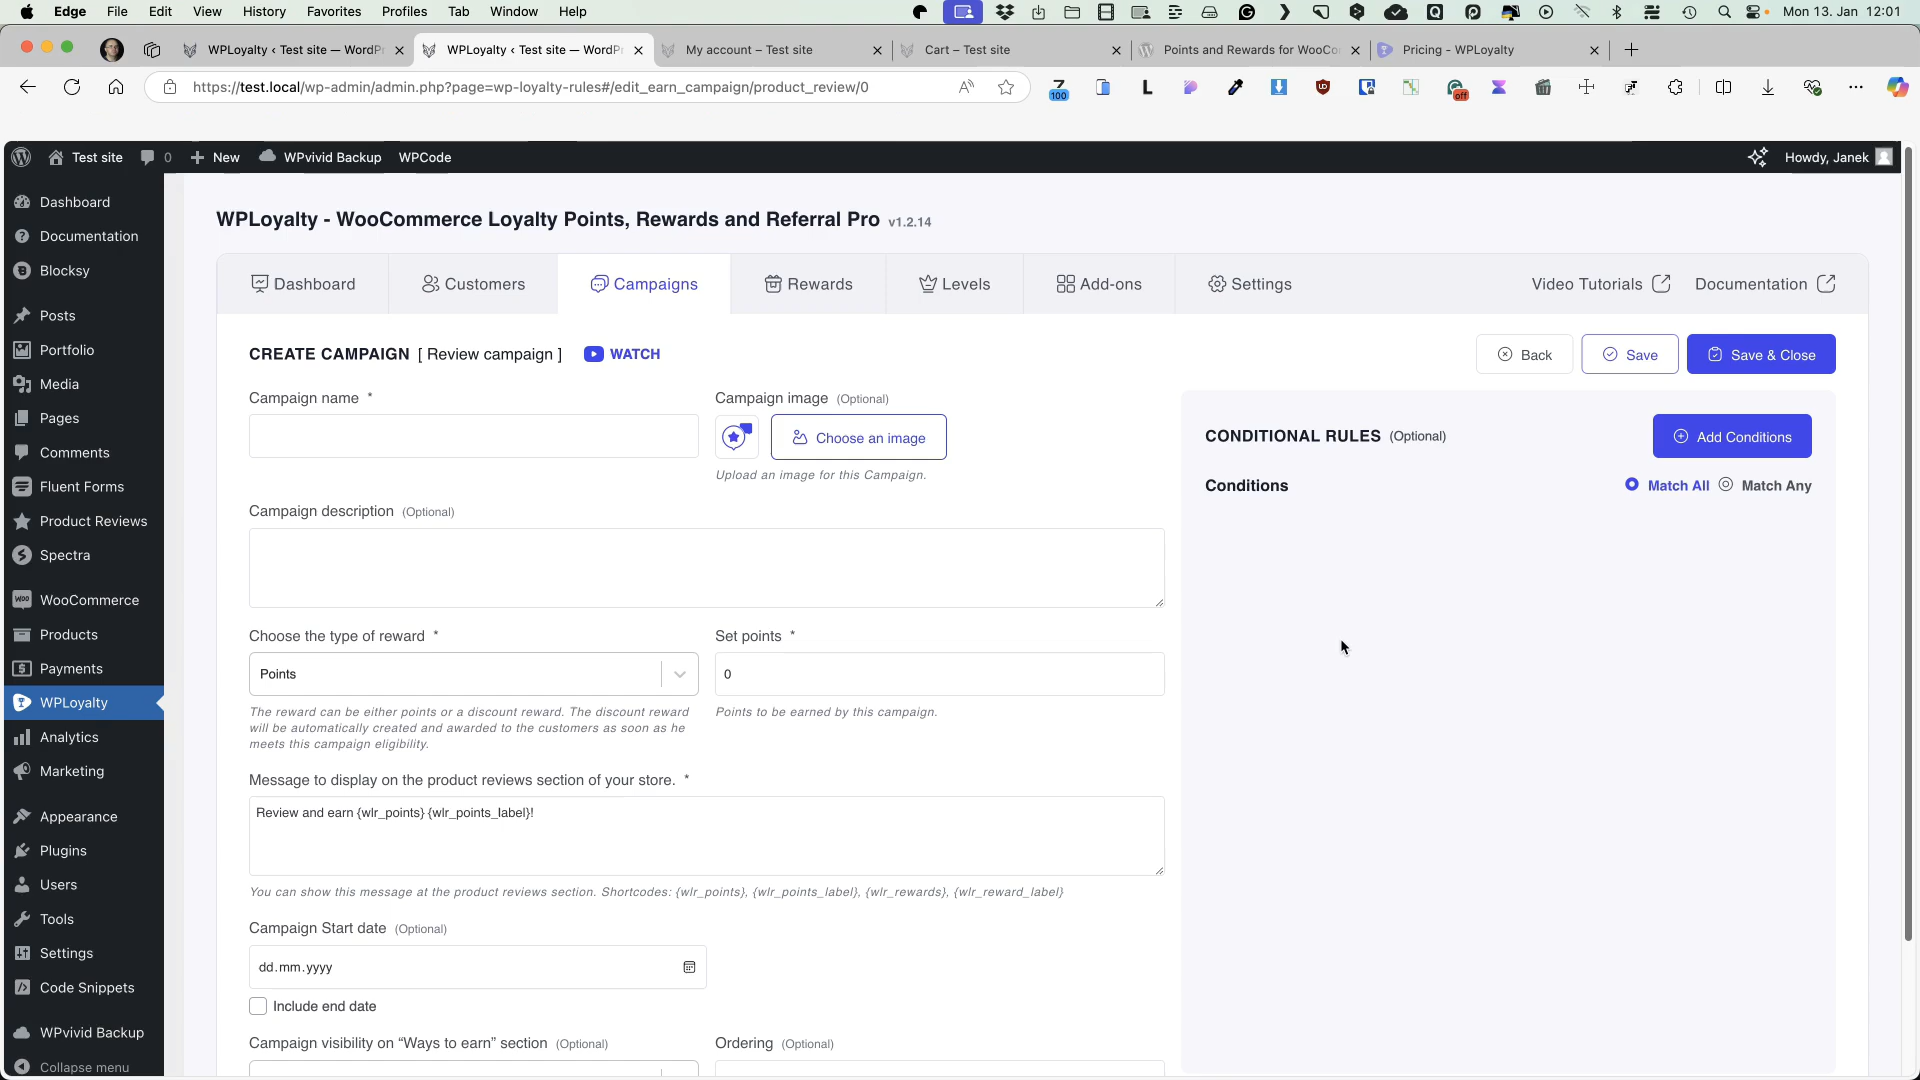 Edge File Edit View History Favorites Profiles Tab Window Help Mon 13. Jan 12:01
WPLoyalty ‹ Test site — WordPr
WPLoyalty ‹ Test site — WordPr
My account – Test site
Cart – Test site
Points and Rewards for WooCo
Pricing - WPLoyalty
https://test.local/wp-admin/admin.php?page=wp-loyalty-rules#/edit_earn_campaign/product_review/0
100
off
Test site 0 New WPvivid Backup WPCode Howdy, Janek
Dashboard
Documentation
Blocksy
Posts
Portfolio
Media
Pages
Comments
Fluent Forms
Product Reviews
Spectra
WooCommerce
Products
Payments
WPLoyalty
Analytics
Marketing
Appearance
Plugins
Users
Tools
Settings
Code Snippets
WPvivid Backup
Collapse menu
WPLoyalty - WooCommerce Loyalty Points, Rewards and Referral Pro v1.2.14
Dashboard Customers Campaigns Rewards Levels Add-ons Settings Video Tutorials Documentation
CREATE CAMPAIGN [ Review campaign ] WATCH
Back Save Save & Close
Campaign name *
Campaign image (Optional)
Choose an image
Upload an image for this Campaign.
Campaign description (Optional)
Choose the type of reward *
Points
The reward can be either points or a discount reward. The discount reward
will be automatically created and awarded to the customers as soon as he
meets this campaign eligibility.
Set points *
0
Points to be earned by this campaign.
Message to display on the product reviews section of your store. *
Review and earn {wlr_points} {wlr_points_label}!
You can show this message at the product reviews section. Shortcodes: {wlr_points}, {wlr_points_label}, {wlr_rewards}, {wlr_reward_label}
Campaign Start date (Optional)
dd.mm.yyyy
Include end date
Campaign visibility on “Ways to earn” section (Optional)
Ordering (Optional)
CONDITIONAL RULES (Optional)
Add Conditions
Conditions
Match All Match Any